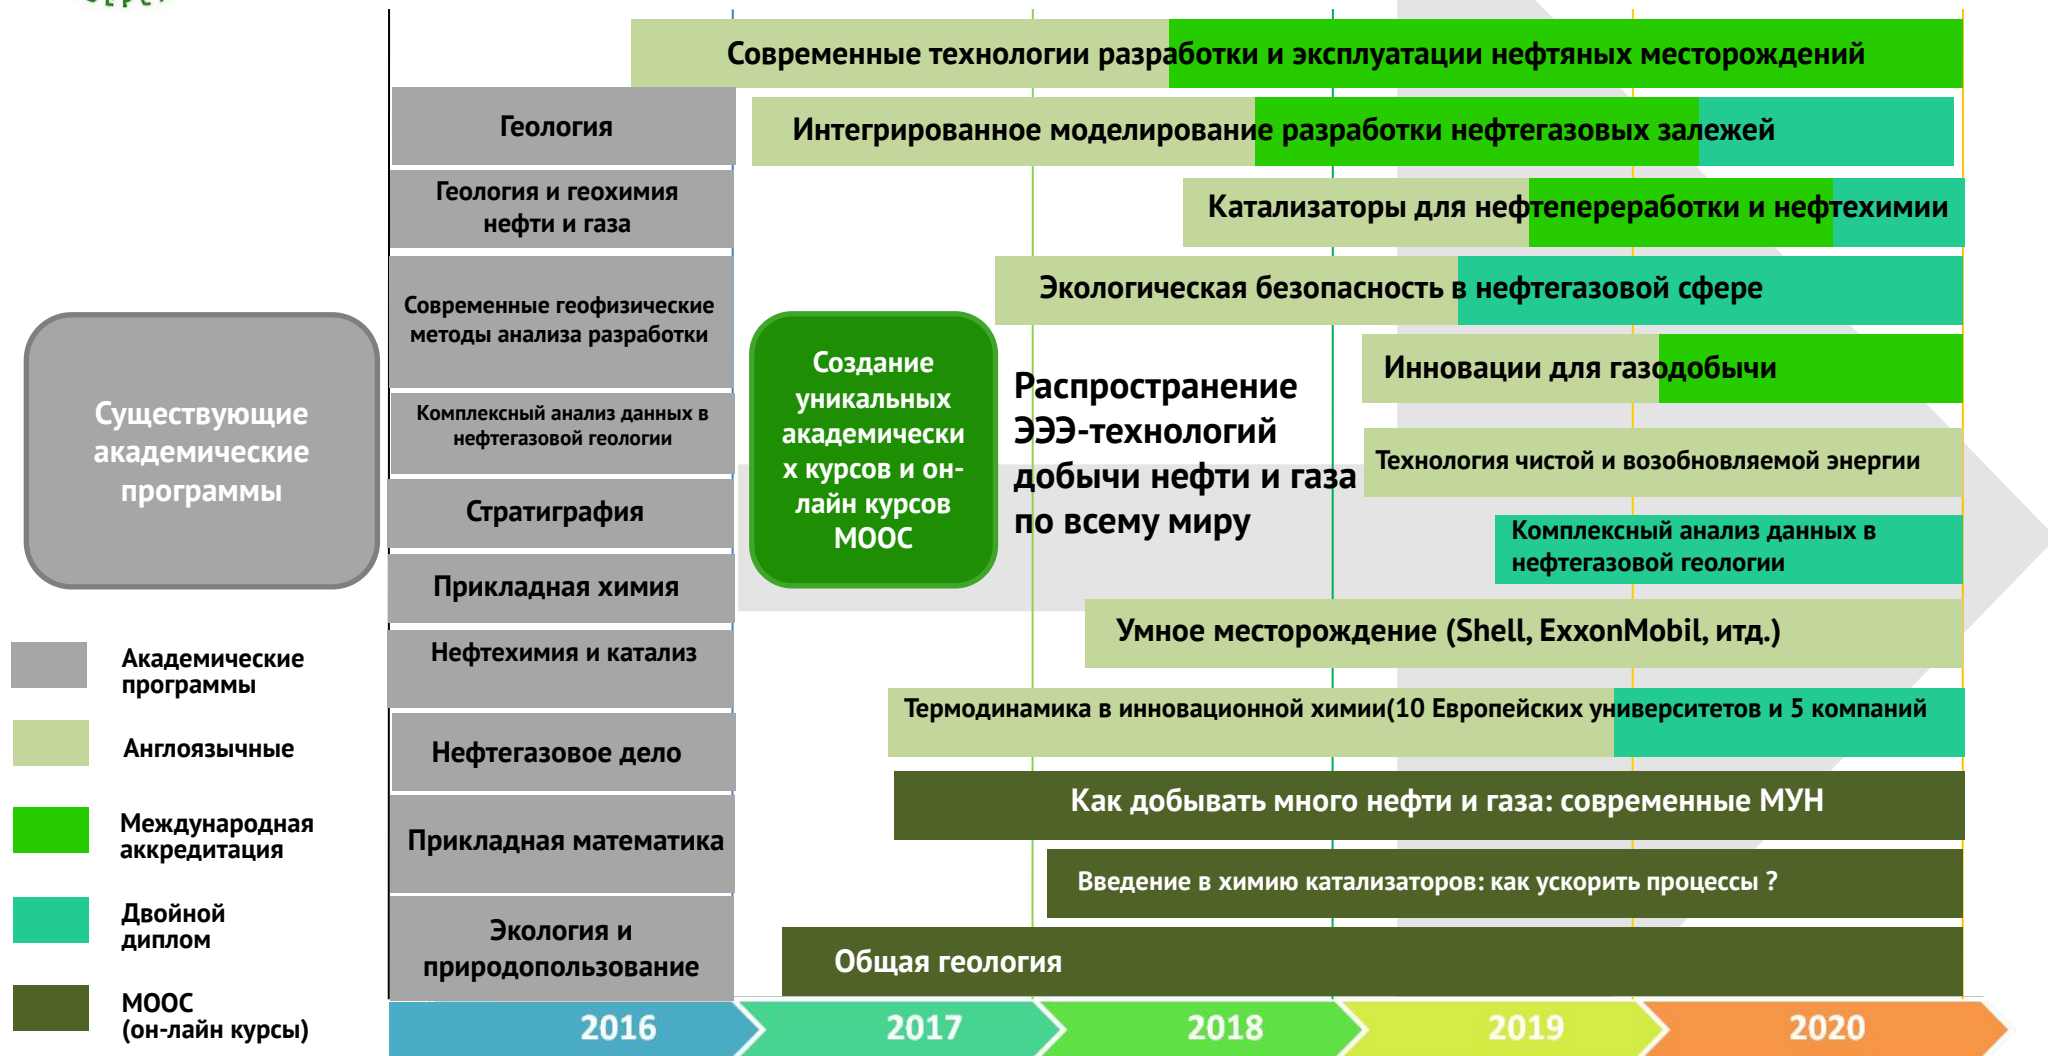 Современные технологии разработки и эксплуатации нефтяных месторождений
Геология
Интегрированное моделирование разработки нефтегазовых залежей
Геология и геохимия
нефти и газа
Катализаторы для нефтепереработки и нефтехимии
Современные геофизические
методы анализа разработки
Экологическая безопасность в нефтегазовой сфере
Инновации для газодобычи
Существующие
академические
программы
Создание
уникальных
академически
х курсов и он-
лайн курсов
МООС
Распространение
ЭЭЭ-технологий
добычи нефти и газа
по всему миру
Комплексный анализ данных в
нефтегазовой геологии
Технология чистой и возобновляемой энергии
Стратиграфия
Комплексный анализ данных в
нефтегазовой геологии
Прикладная химия
Умное месторождение (Shell, ExxonMobil, итд.)
Нефтехимия и катализ
Термодинамика в инновационной химии(10 Европейских университетов и 5 компаний
Нефтегазовое дело
Как добывать много нефти и газа: современные МУН
Прикладная математика
Введение в химию катализаторов: как ускорить процессы ?
Экология и
природопользование
Общая геология
Академические
программы
Англоязычные
Международная
аккредитация
Двойной
диплом
МООС
(он-лайн курсы)
2016
2017
2018
2019
2020